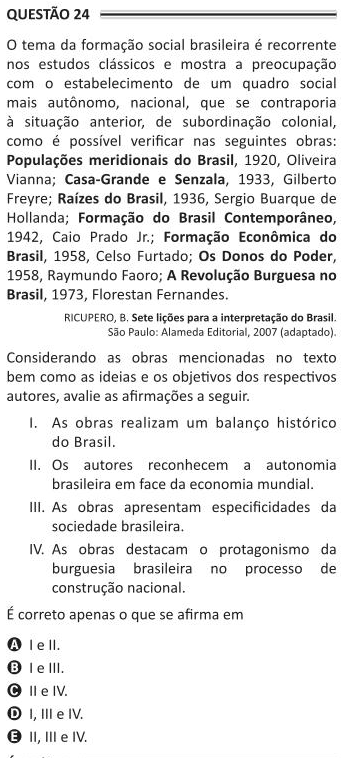 QUESTÃO 24
O tema da formação social brasileira é recorrente
nos estudos clássicos e mostra a preocupação
com o estabelecimento de um quadro social
mais autônomo, nacional, que se contraporia
à situação anterior, de subordinação colonial,
como é possível verificar nas seguintes obras:
Populações meridionais do Brasil, 1920, Oliveira
Vianna; Casa-Grande e Senzala, 1933, Gilberto
Freyre; Raízes do Brasil, 1936, Sergio Buarque de
Hollanda; Formação do Brasil Contemporâneo,
1942, Caio Prado Jr.; Formação Econômica do
Brasil, 1958, Celso Furtado; Os Donos do Poder,
1958, Raymundo Faoro; A Revolução Burguesa no
Brasil, 1973, Florestan Fernandes.
RICUPERO, B. Sete lições para a interpretação do Brasil.
São Paulo: Alameda Editorial, 2007 (adaptado).
Considerando as obras mencionadas no texto
bem como as ideias e os objetivos dos respectivos
autores, avalie as afirmações a seguir.
I. As obras realizam um balanço histórico
do Brasil.
II. Os autores reconhecem a autonomia
brasileira em face da economia mundial.
III. As obras apresentam especificidades da
sociedade brasileira.
IV. As obras destacam o protagonismo da
burguesia brasileira no processo de
construção nacional.
É correto apenas o que se afirma em
A I e II.
B I e III.
C II e IV.
D I, III e IV.
E II, III e IV.